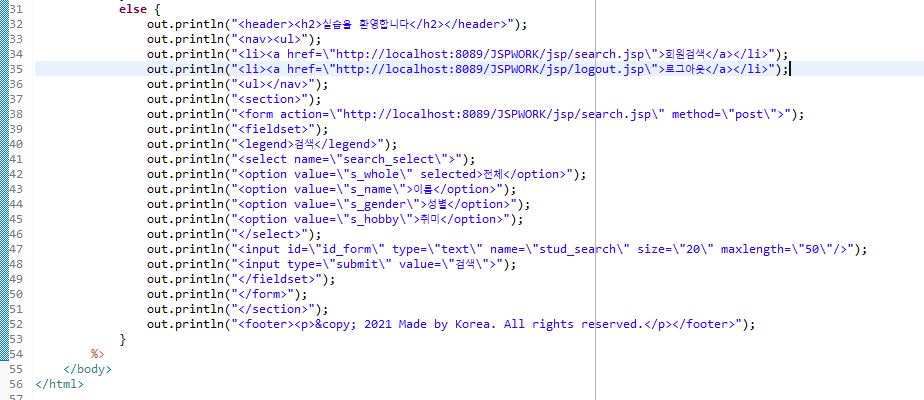 31 else {
32 out.println("<header><h2>실습을 환영합니다</h2></header>");
33 out.println("<nav><ul>");
34 out.println("<li><a href=\"http://localhost:8089/JSPWORK/jsp/search.jsp\">회원검색</a></li>");
35 out.println("<li><a href=\"http://localhost:8089/JSPWORK/jsp/logout.jsp\">로그아웃</a></li>");
36 out.println("<ul></nav>");
37 out.println("<section>");
38 out.println("<form action=\"http://localhost:8089/JSPWORK/jsp/search.jsp\" method=\"post\">");
39 out.println("<fieldset>");
40 out.println("<legend>검색</legend>");
41 out.println("<select name=\"search_select\">");
42 out.println("<option value=\"s_whole\" selected>전체</option>");
43 out.println("<option value=\"s_name\">이름</option>");
44 out.println("<option value=\"s_gender\">성별</option>");
45 out.println("<option value=\"s_hobby\">취미</option>");
46 out.println("</select>");
47 out.println("<input id=\"id_form\" type=\"text\" name=\"stud_search\" size=\"20\" maxlength=\"50\"/>");
48 out.println("<input type=\"submit\" value=\"검색\">");
49 out.println("</fieldset>");
50 out.println("</form>");
51 out.println("</section>");
52 out.println("<footer><p>&copy; 2021 Made by Korea. All rights reserved.</p></footer>");
53 }
54 %>
55 </body>
56 </html>
57